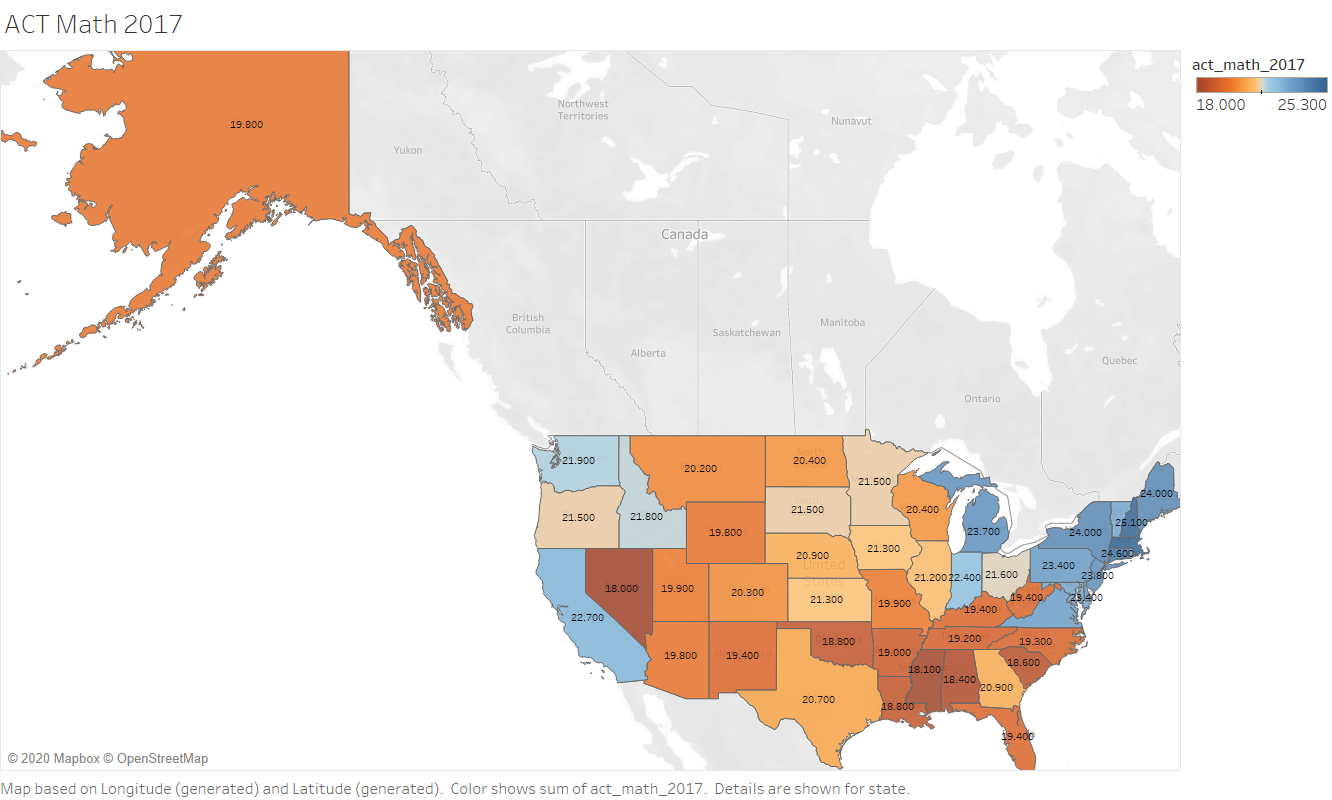 ACT Math 2017
act_math_2017
18.000 25.300
19.800
Northwest
Territories
Nunavut
Yukon
Canada
British
Columbia
Alberta
Saskatchewan
Manitoba
Ontario
Quebec
21.900
20.200
20.400
21.500
20.400
23.700
24.000
25.100
24.000
24.600
21.500
21.800
19.800
21.500
20.900
21.300
United
States
21.200
22.400
21.600
23.400
23.800
23.400
18.000
19.900
20.300
21.300
19.900
19.400
19.400
22.700
19.800
19.400
18.800
19.000
19.200
19.300
18.100
18.400
18.600
20.900
20.700
18.800
19.400
© 2020 Mapbox © OpenStreetMap
Map based on Longitude (generated) and Latitude (generated). Color shows sum of act_math_2017. Details are shown for state.